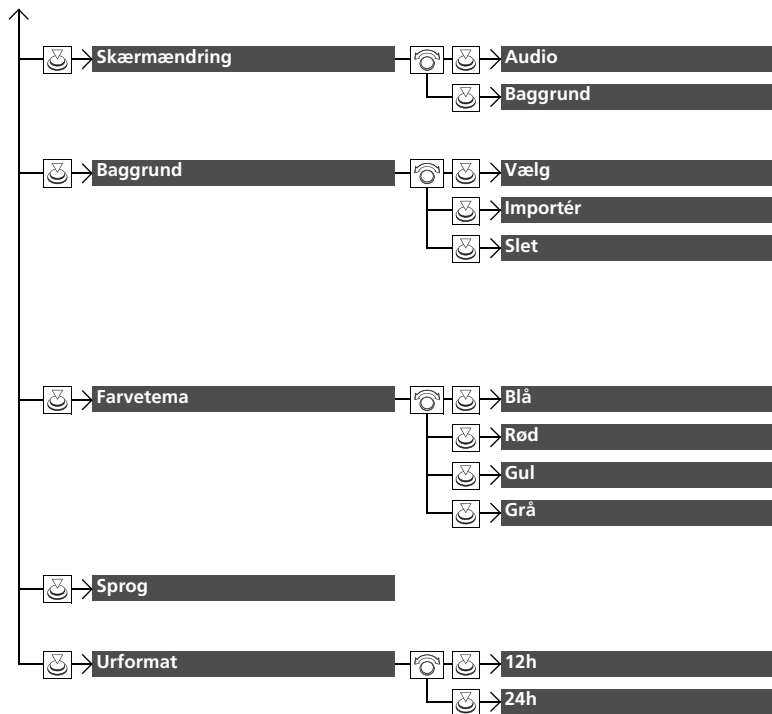 Skærmændring
Audio
Baggrund
Baggrund
Vælg
Importér
Slet
Farvetema
Blå
Rød
Gul
Grå
Sprog
Urformat
12h
24h